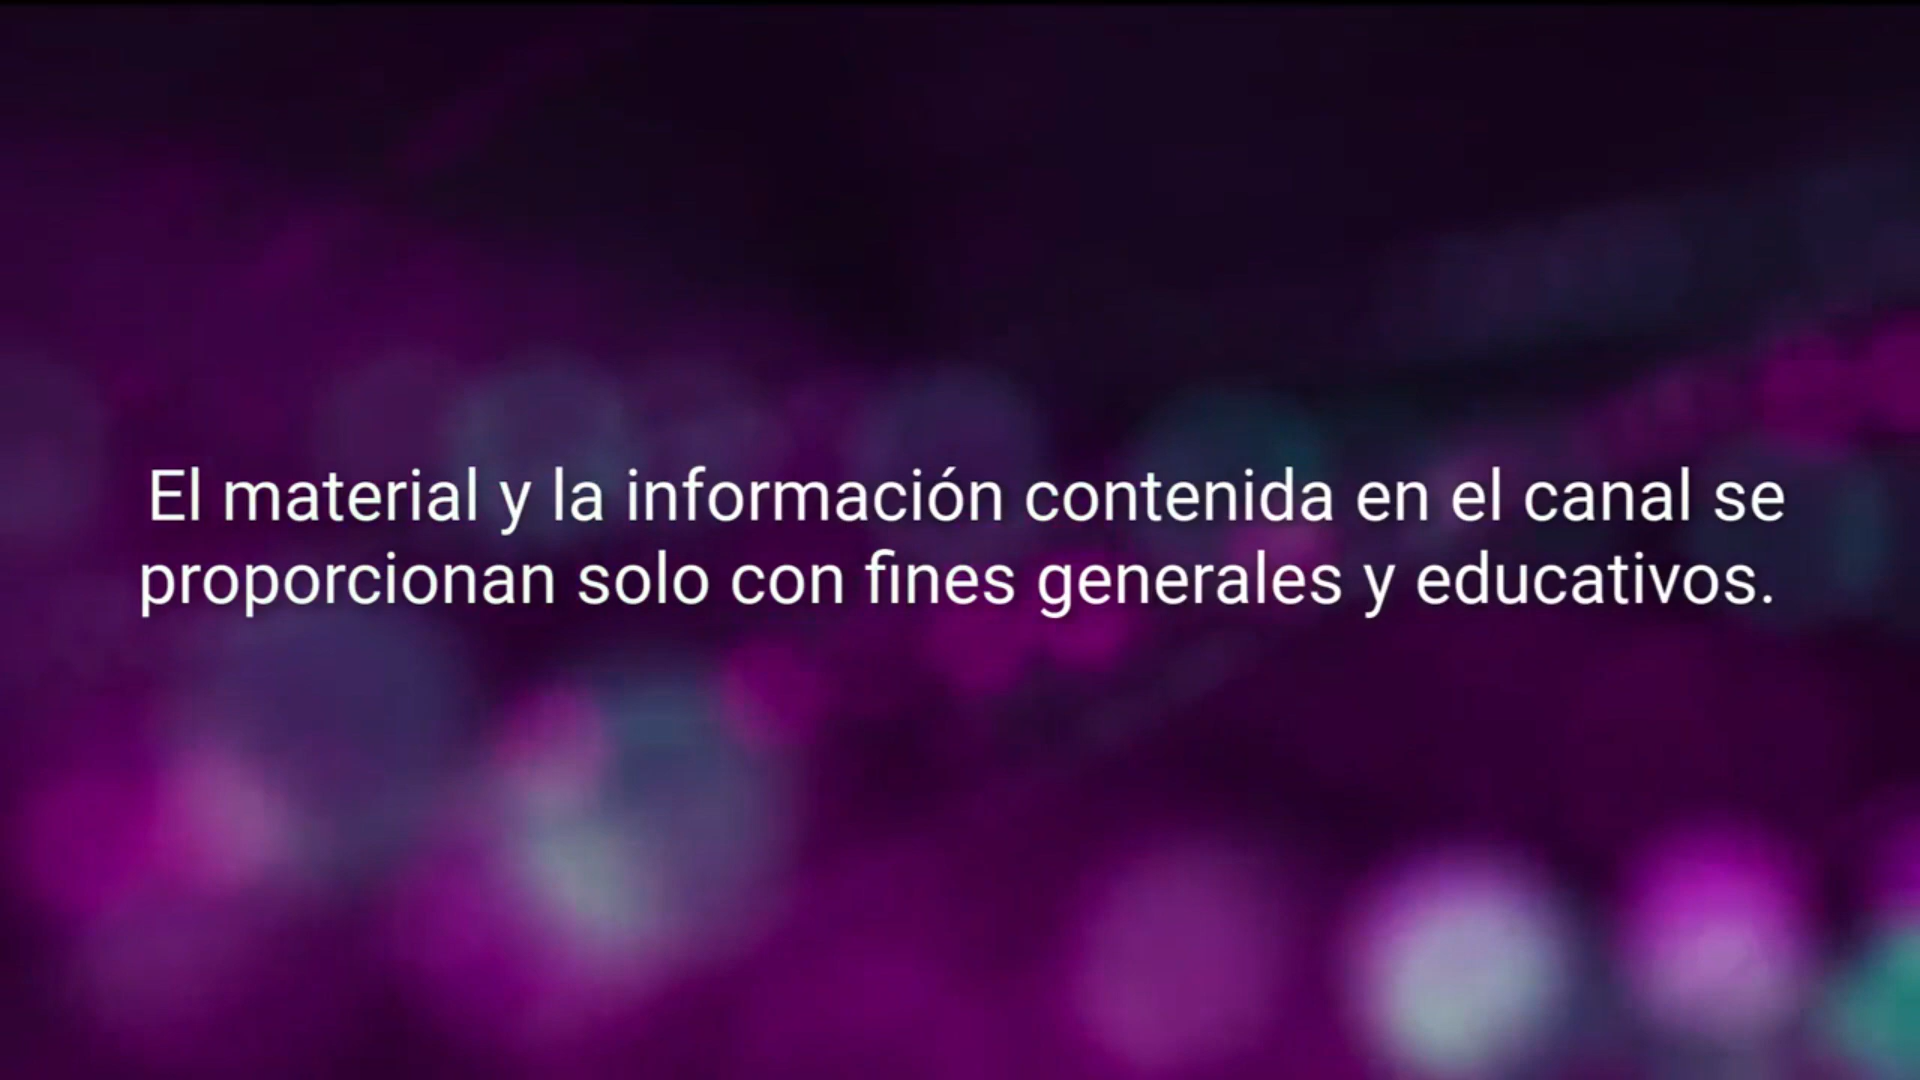 El material y la información contenida en el canal se
proporcionan solo con fines generales y educativos.